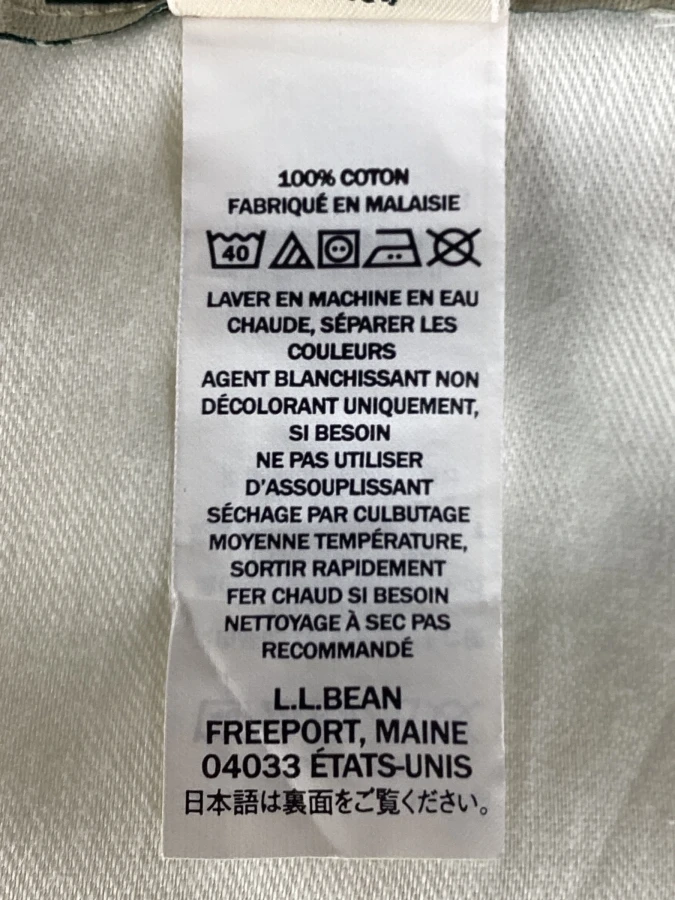 100% COTON
FABRIQUÉ EN MALAISIE
40
LAVER EN MACHINE EN EAU
CHAUDE, SÉPARER LES
COULEURS
AGENT BLANCHISSANT NON
DÉCOLORANT UNIQUEMENT,
SI BESOIN
NE PAS UTILISER
D'ASSOUPLISSANT
SÉCHAGE PAR CULBUTAGE
MOYENNE TEMPÉRATURE,
SORTIR RAPIDEMENT
FER CHAUD SI BESOIN
NETTOYAGE À SEC PAS
RECOMMANDÉ
L.L.BEAN
FREEPORT, MAINE
04033 ÉTATS-UNIS
日本語は裏面をご覧ください。